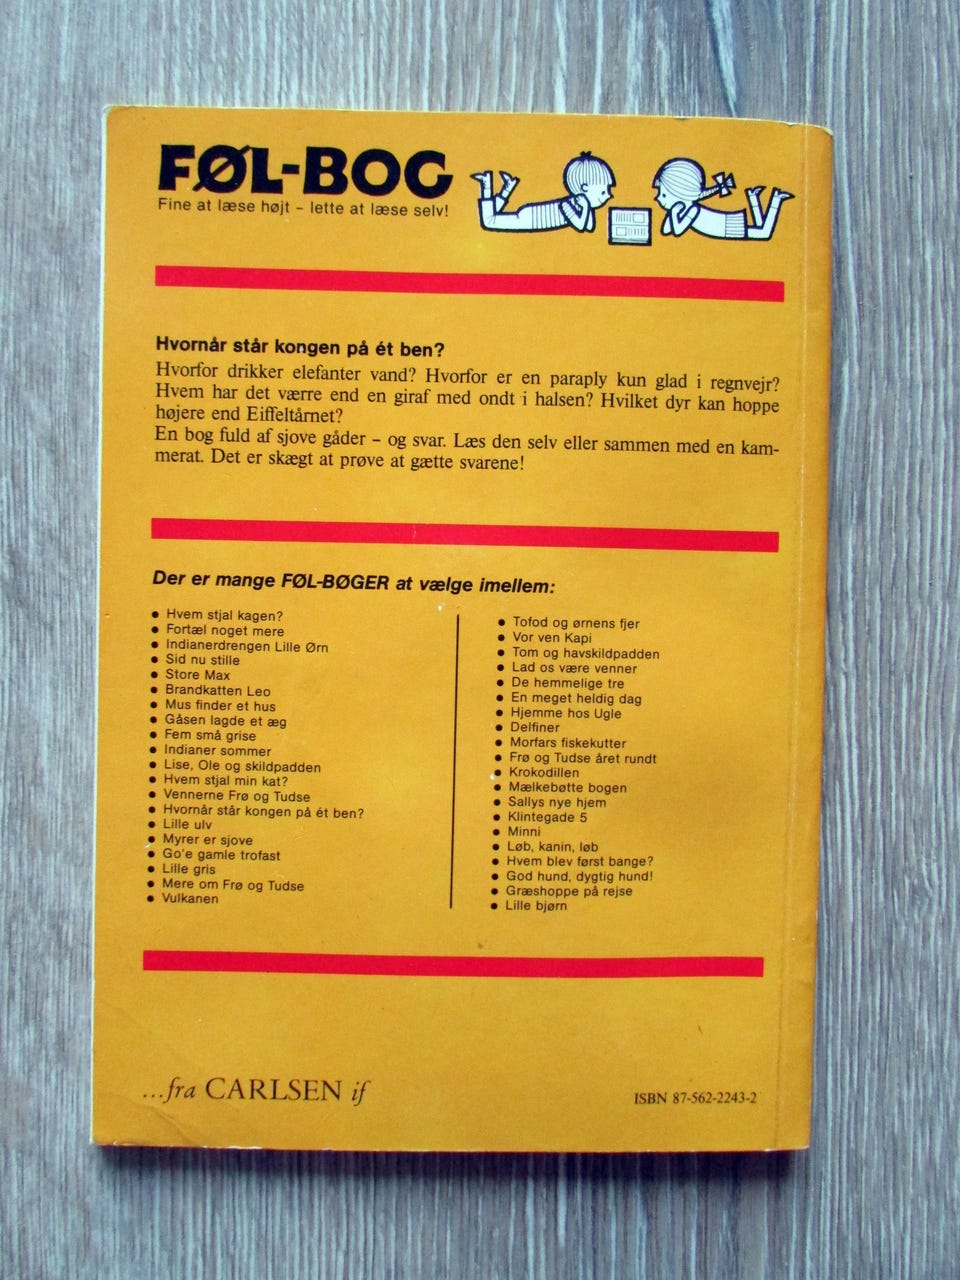 FØL-BOG
Fine at læse højt – lette at læse selv!
Hvornår står kongen på ét ben?
Hvorfor drikker elefanter vand? Hvorfor er en paraply kun glad i regnvejr?
Hvem har det værre end en giraf med ondt i halsen? Hvilket dyr kan hoppe
højere end Eiffeltårnet?
En bog fuld af sjove gåder – og svar. Læs den selv eller sammen med en kam-
merat. Det er skægt at prøve at gætte svarene!
Der er mange FØL-BØGER at vælge imellem:
• Hvem stjal kagen?
• Fortæl noget mere
• Indianerdrengen Lille Ørn
• Sid nu stille
• Store Max
• Brandkatten Leo
• Mus finder et hus
• Gåsen lagde et æg
• Fem små grise
• Indianer sommer
• Lise, Ole og skildpadden
• Hvem stjal min kat?
• Vennerne Frø og Tudse
• Hvornår står kongen på ét ben?
• Lille ulv
• Myrer er sjove
• Go'e gamle trofast
• Lille gris
• Mere om Frø og Tudse
• Vulkanen
• Tofod og ørnens fjer
• Vor ven Kapi
• Tom og havskildpadden
• Lad os være venner
• De hemmelige tre
• En meget heldig dag
• Hjemme hos Ugle
• Delfiner
• Morfars fiskekutter
• Frø og Tudse året rundt
• Krokodillen
• Mælkebøtte bogen
• Sallys nye hjem
• Klintegade 5
• Minni
• Løb, kanin, løb
• Hvem blev først bange?
• God hund, dygtig hund!
• Græshoppe på rejse
• Lille bjørn
...fra CARLSEN if
ISBN 87-562-2243-2